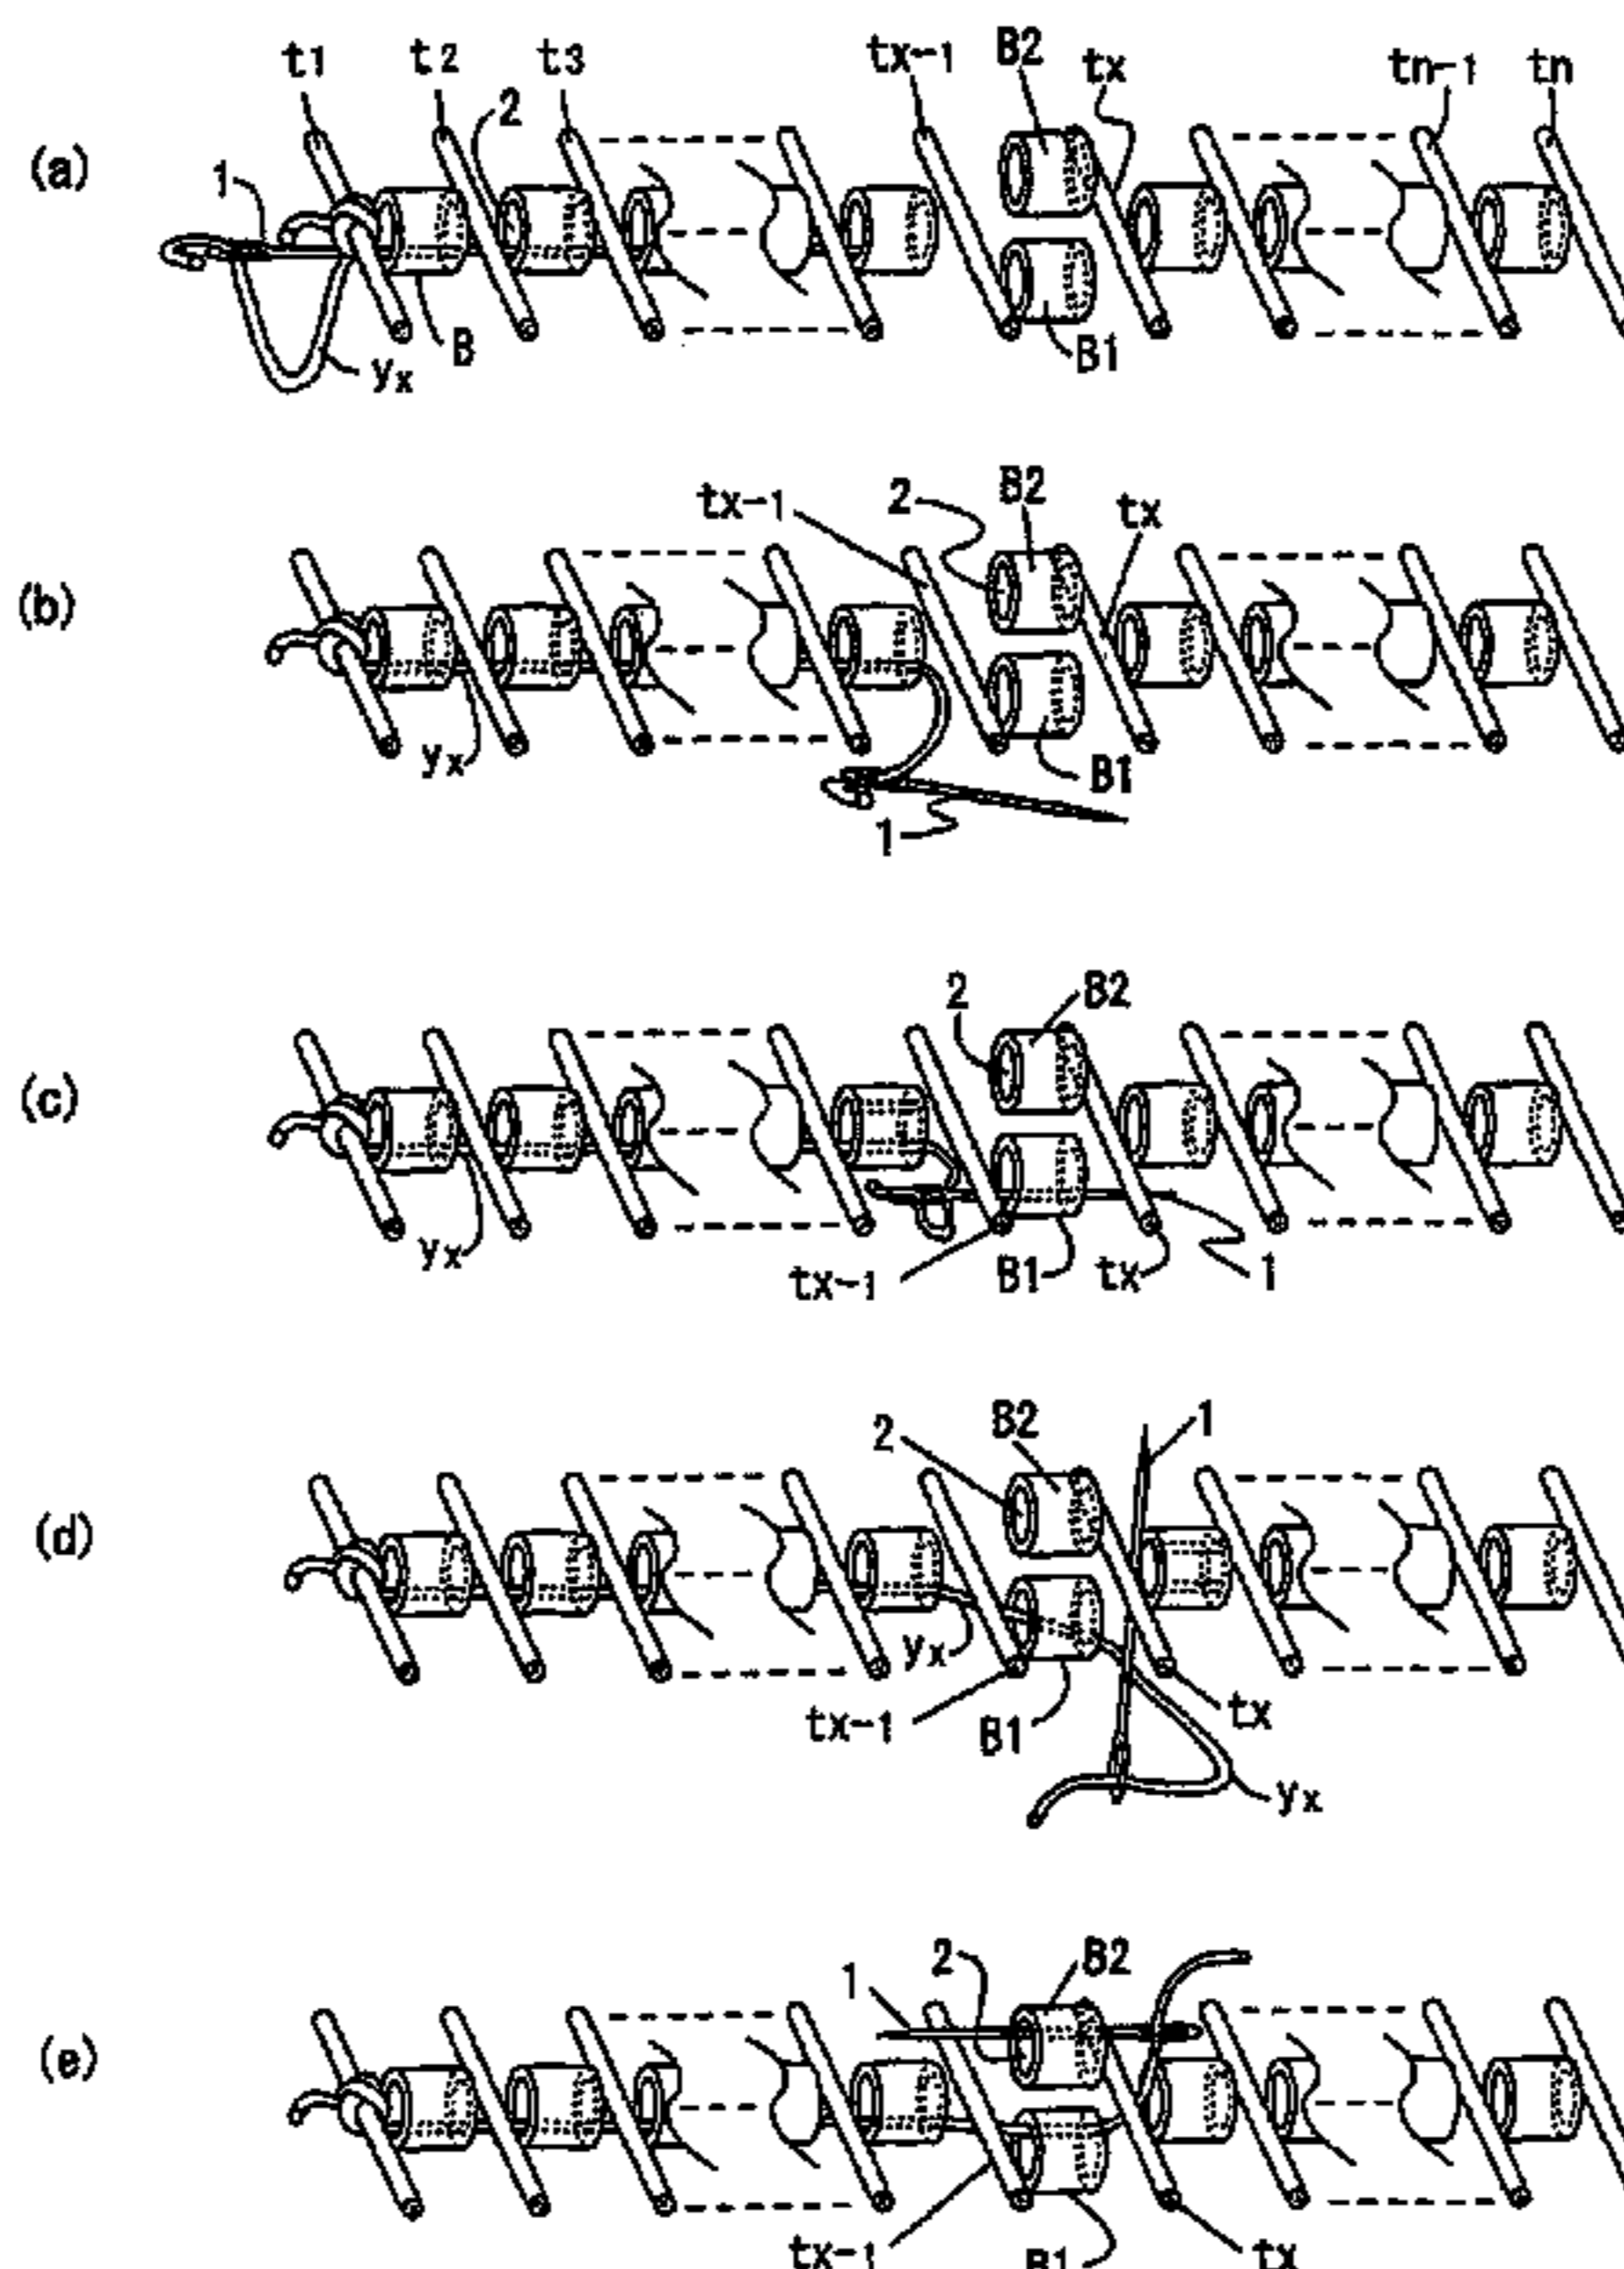 t1 t2 2 t3 tx-1 B2 tx tn-1 tn
(a)
1
B B1
yx
tx-1 2 B2 tx
(b)
yx B1
1
2 B2
(c)
yx tx-1 B1 tx 1
2 B2 1
(d)
yx
tx-1 B1 tx
yx
1 2 B2
(e)
tx-1 B1 tx